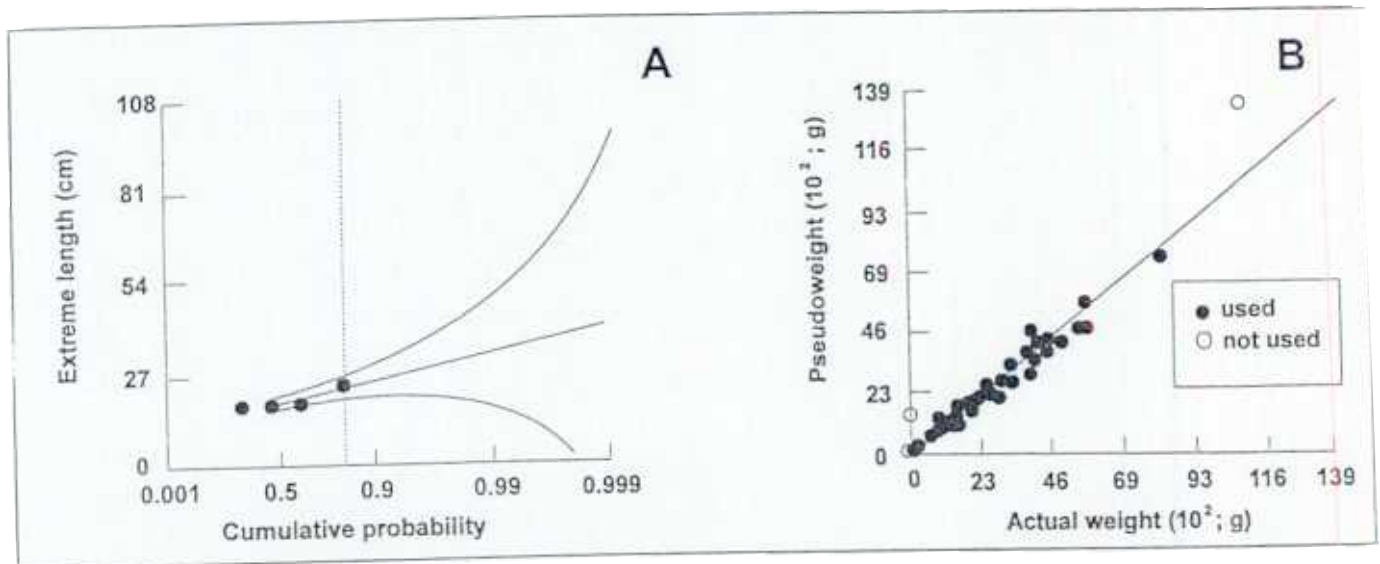 A
108
81
54
27
0
Extreme length (cm)
0.001 0.5 0.9 0.99 0.999
Cumulative probability
B
139
116
93
69
46
23
0
Pseudoweight (10²; g)
used
not used
0 23 46 69 93 116 139
Actual weight (10²; g)